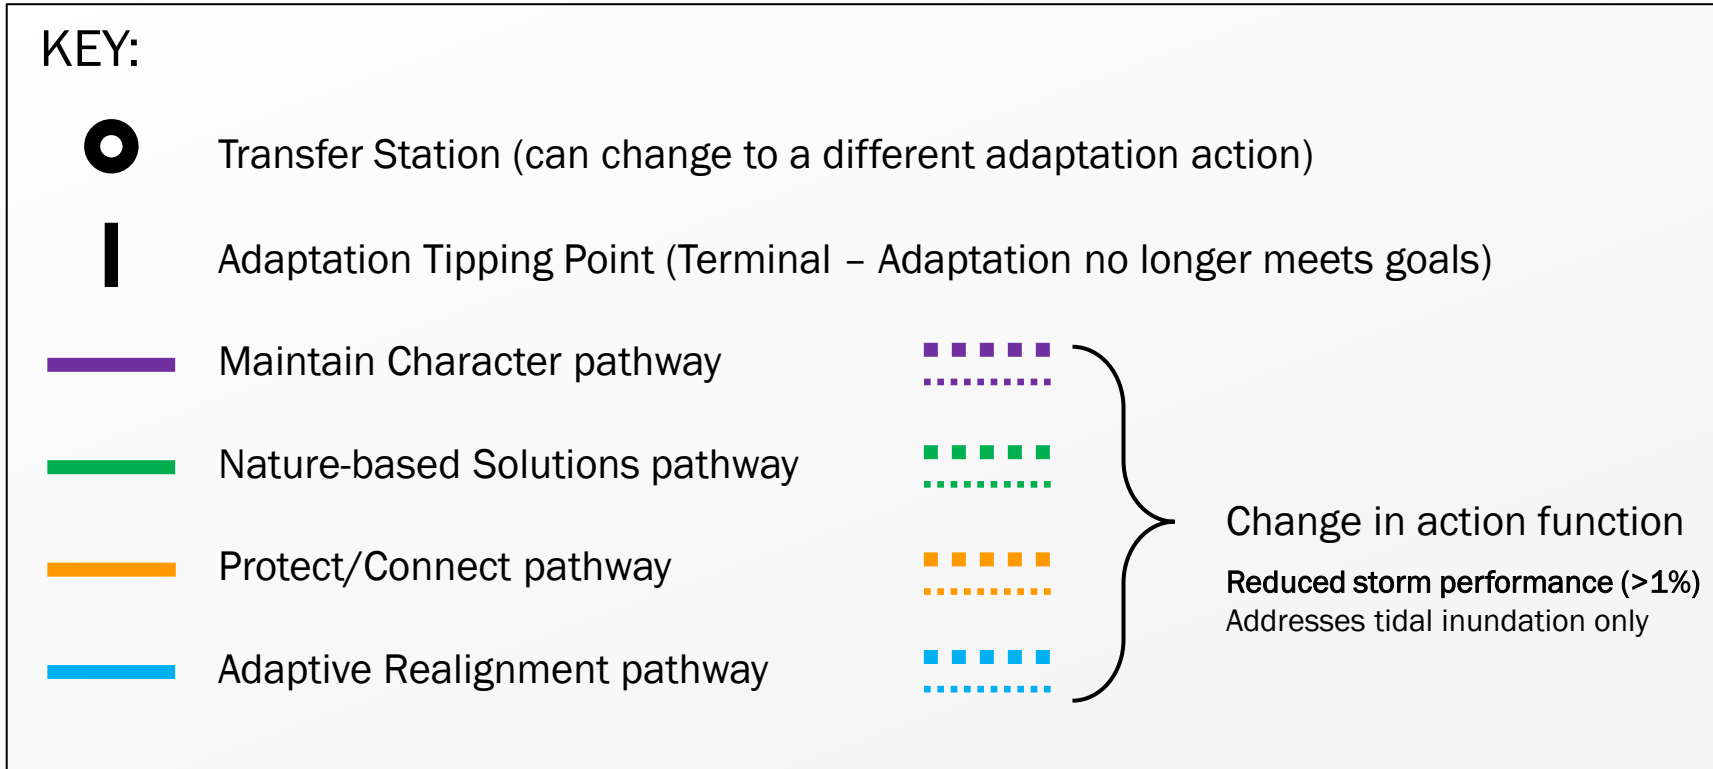 KEY:
Transfer Station (can change to a different adaptation action)
Adaptation Tipping Point (Terminal – Adaptation no longer meets goals)
Maintain Character pathway
Nature-based Solutions pathway
Protect/Connect pathway
Adaptive Realignment pathway
Change in action function
Reduced storm performance (>1%)
Addresses tidal inundation only